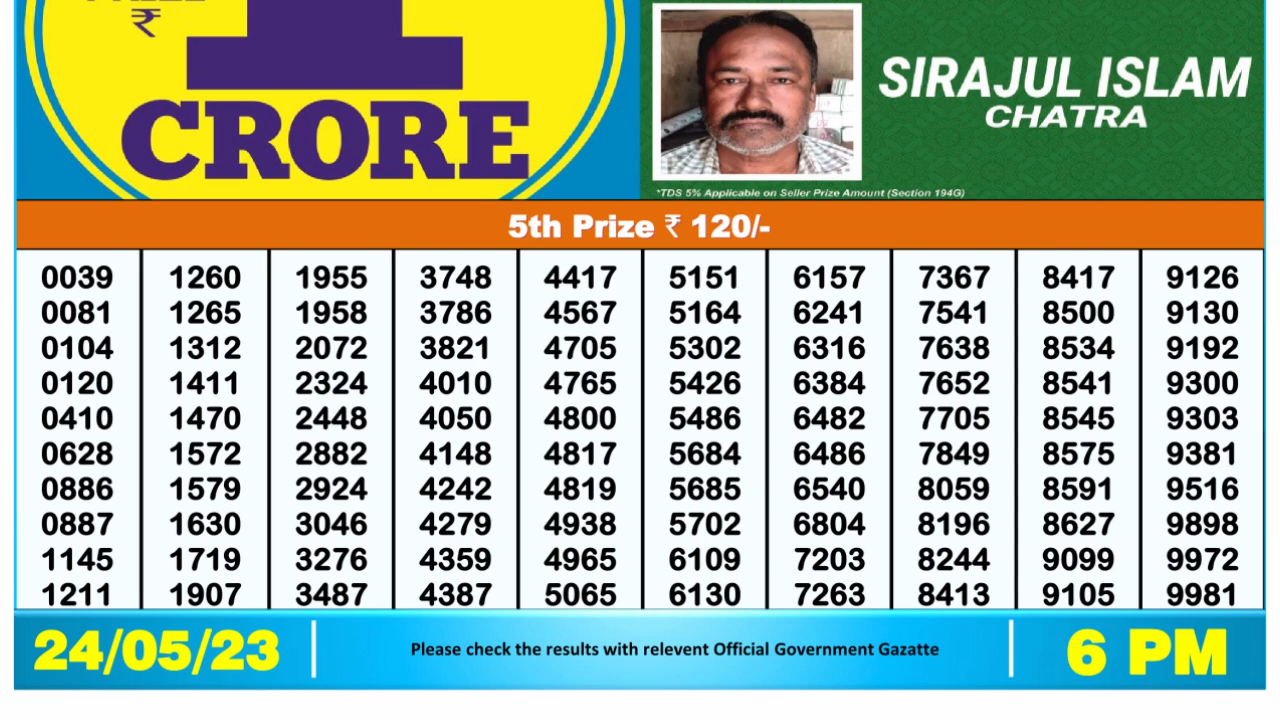 ₹
1
CRORE
SIRAJUL ISLAM
CHATRA
*TDS 5% Applicable on Seller Prize Amount (Section 194G)
5th Prize ₹ 120/-
0039 1260 1955 3748 4417 5151 6157 7367 8417 9126
0081 1265 1958 3786 4567 5164 6241 7541 8500 9130
0104 1312 2072 3821 4705 5302 6316 7638 8534 9192
0120 1411 2324 4010 4765 5426 6384 7652 8541 9300
0410 1470 2448 4050 4800 5486 6482 7705 8545 9303
0628 1572 2882 4148 4817 5684 6486 7849 8575 9381
0886 1579 2924 4242 4819 5685 6540 8059 8591 9516
0887 1630 3046 4279 4938 5702 6804 8196 8627 9898
1145 1719 3276 4359 4965 6109 7203 8244 9099 9972
1211 1907 3487 4387 5065 6130 7263 8413 9105 9981
24/05/23
Please check the results with relevent Official Government Gazatte
6 PM